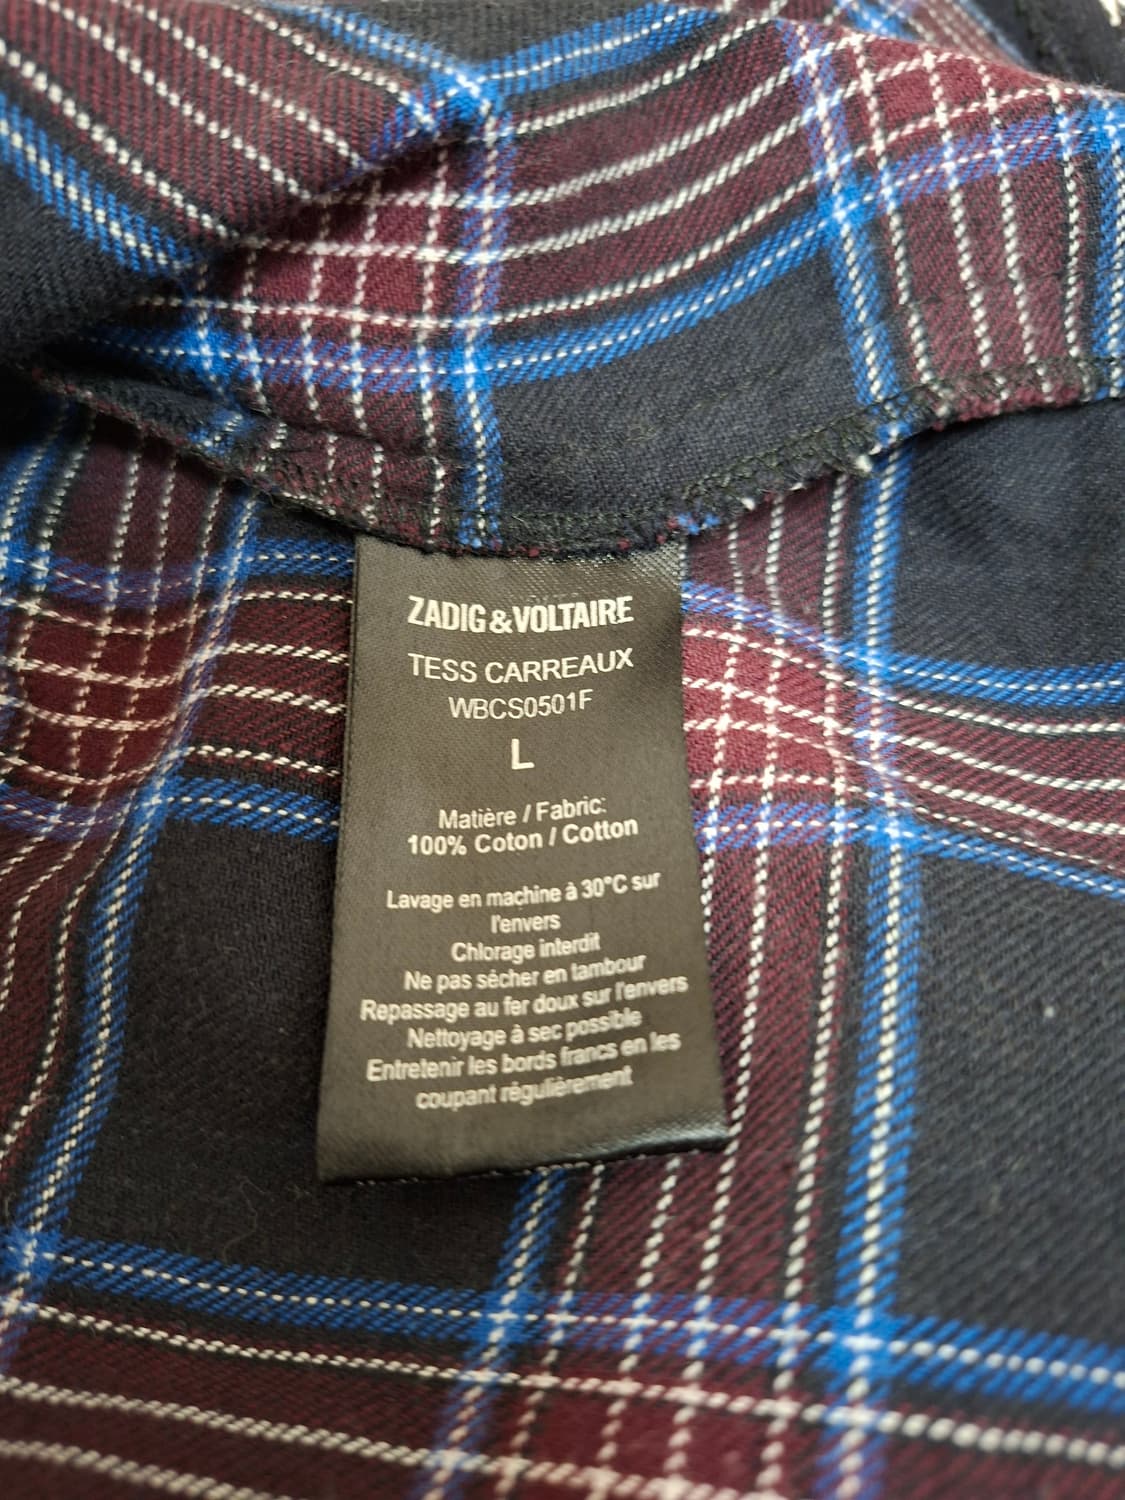 ZADIG&VOLTAIRE
TESS CARREAUX
WBCS0501F
L
Matière / Fabric:
100% Coton / Cotton
Lavage en machine à 30°C sur
l'envers
Chlorage interdit
Ne pas sécher en tambour
Repassage au fer doux sur l'envers
Nettoyage à sec possible
Entretenir les bords francs en les
coupant régulièrement